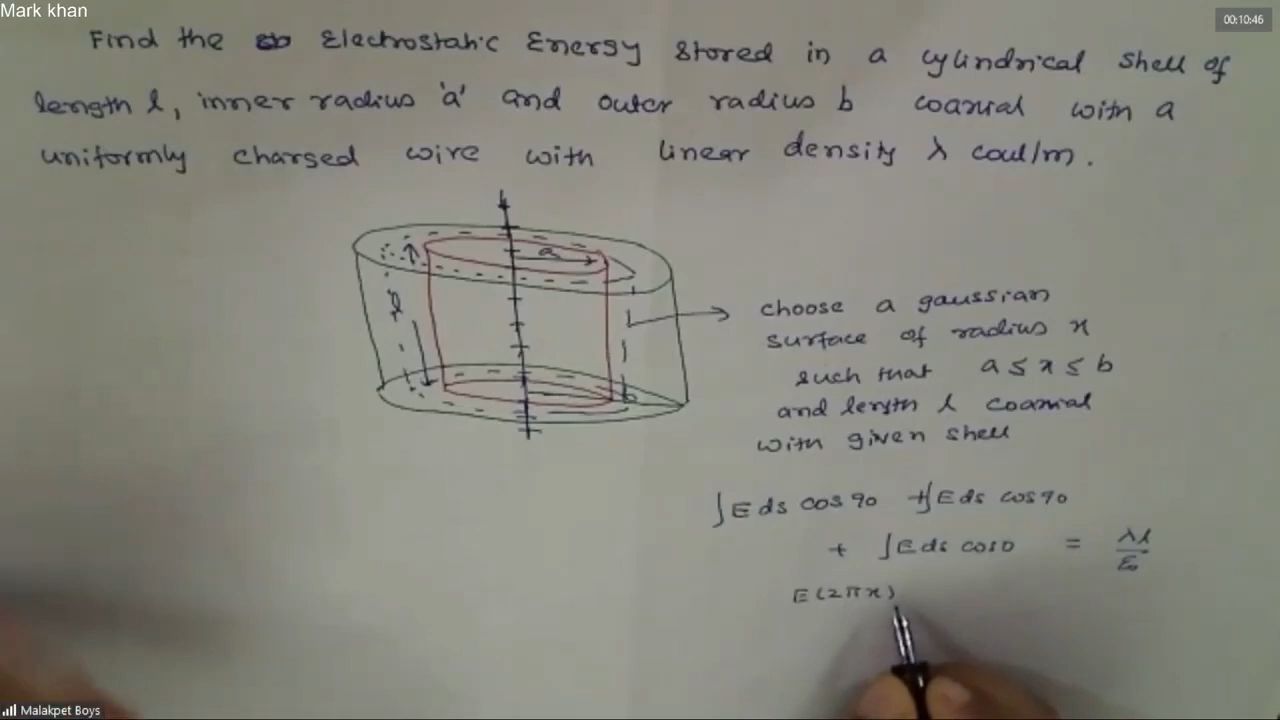 Mark khan
00:10:46
Find the Electrostatic Energy stored in a cylindrical shell of
length l, inner radius 'a' and outer radius b coaxial with a
uniformly charsed wire with linear density λ coul/m.
a
l
b
choose a gaussian
surface of radius x
such that a ≤ x ≤ b
and length l coaxial
with given shell
∫E ds cos 90 + ∫E ds cos 90
+ ∫E ds cos 0 = λl/ε₀
E(2πx)
Malakpet Boys